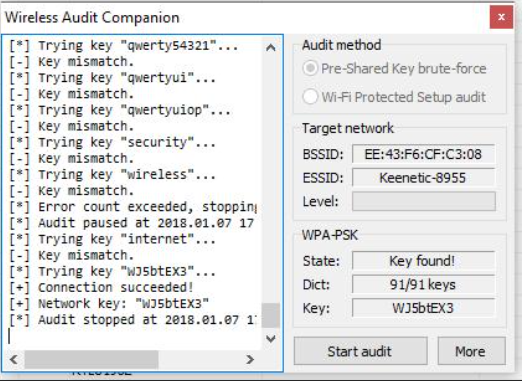 Wireless Audit Companion
x
[*] Trying key "qwerty54321"...
[-] Key mismatch.
[*] Trying key "qwertyui"...
[-] Key mismatch.
[*] Trying key "qwertyuiop"...
[-] Key mismatch.
[*] Trying key "security"...
[-] Key mismatch.
[*] Trying key "wireless"...
[-] Key mismatch.
[*] Error count exceeded, stopping
[*] Audit paused at 2018.01.07 17
[*] Trying key "internet"...
[-] Key mismatch.
[*] Trying key "WJ5btEX3"...
[+] Connection succeeded!
[+] Network key: "WJ5btEX3"
[*] Audit stopped at 2018.01.07 1
Audit method
Pre-Shared Key brute-force
Wi-Fi Protected Setup audit
Target network
BSSID: EE:43:F6:CF:C3:08
ESSID: Keenetic-8955
Level:
WPA-PSK
State: Key found!
Dict: 91/91 keys
Key: WJ5btEX3
Start audit
More